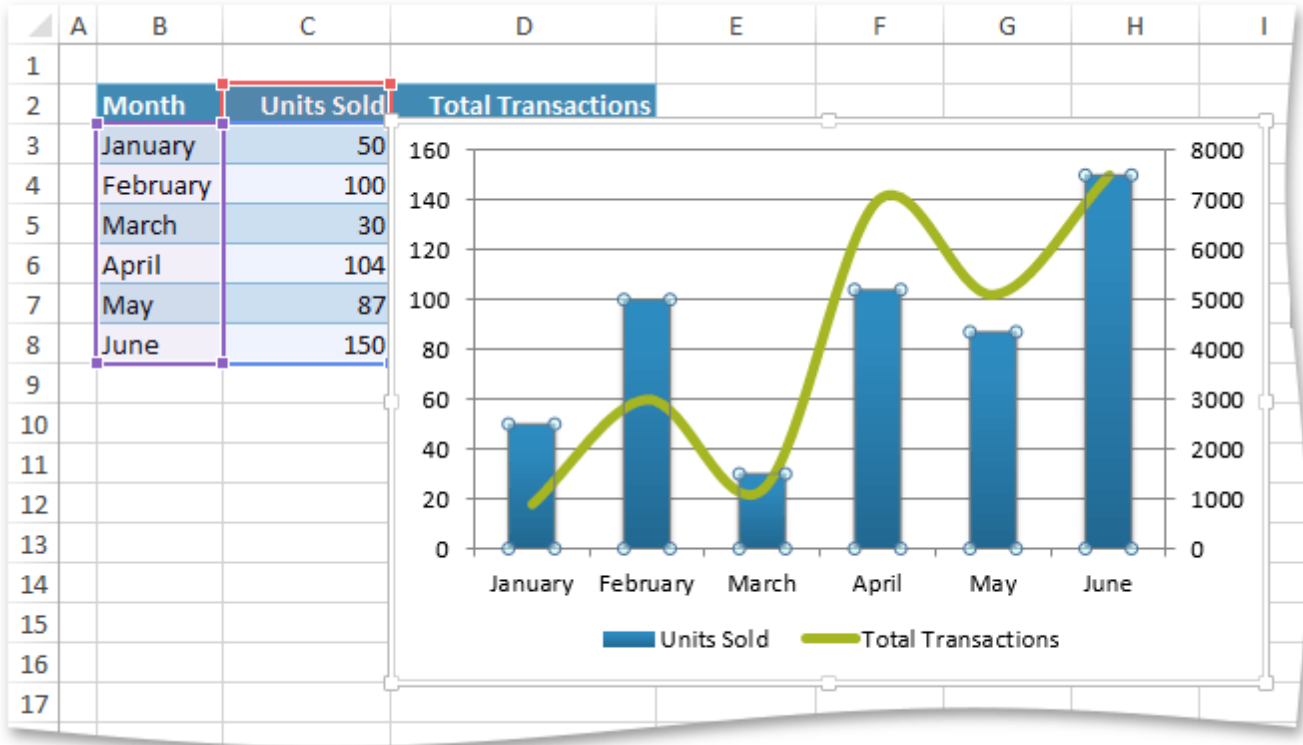 A B C D E F G H I
1
2 Month Units Sold Total Transactions
3 January 50
4 February 100
5 March 30
6 April 104
7 May 87
8 June 150
9
10
11
12
13
14
15
16
17
160 8000
140 7000
120 6000
100 5000
80 4000
60 3000
40 2000
20 1000
0 0
January February March April May June
Units Sold Total Transactions